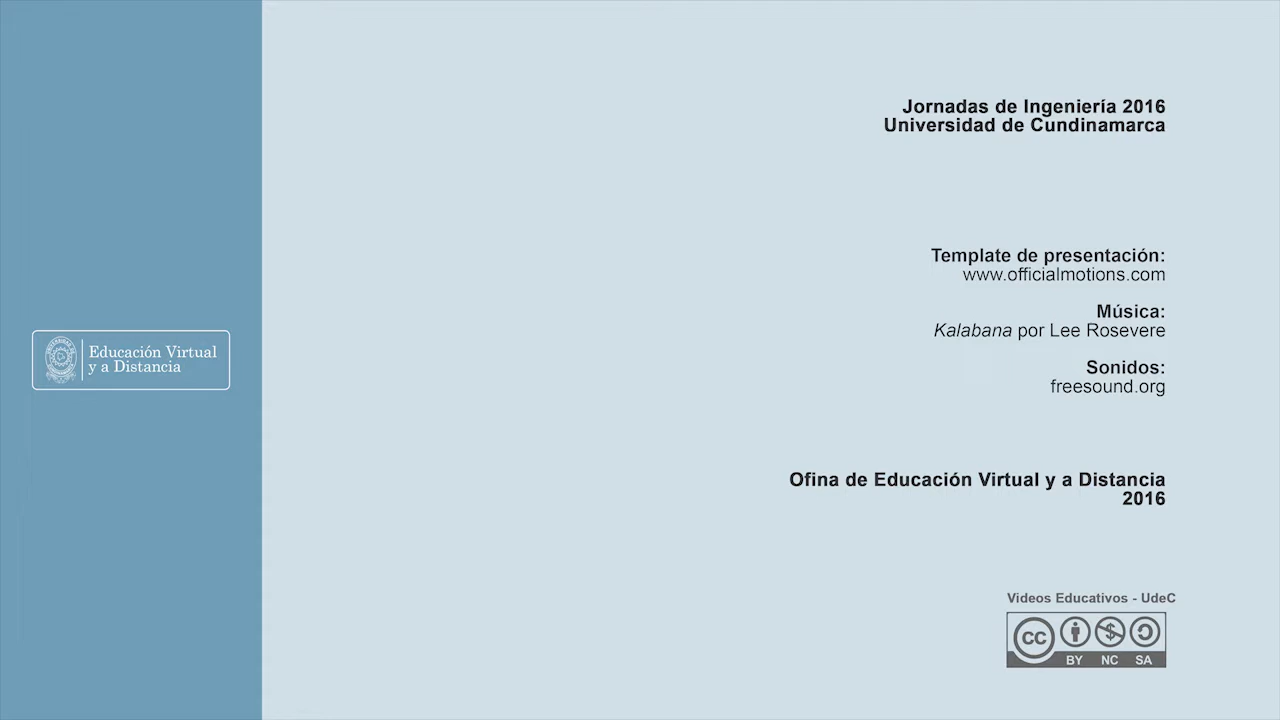 Jornadas de Ingeniería 2016
Universidad de Cundinamarca
Template de presentación:
www.officialmotions.com
Música:
Kalabana por Lee Rosevere
Sonidos:
freesound.org
Educación Virtual
y a Distancia
Ofina de Educación Virtual y a Distancia
2016
Videos Educativos - UdeC
cc
BY NC SA